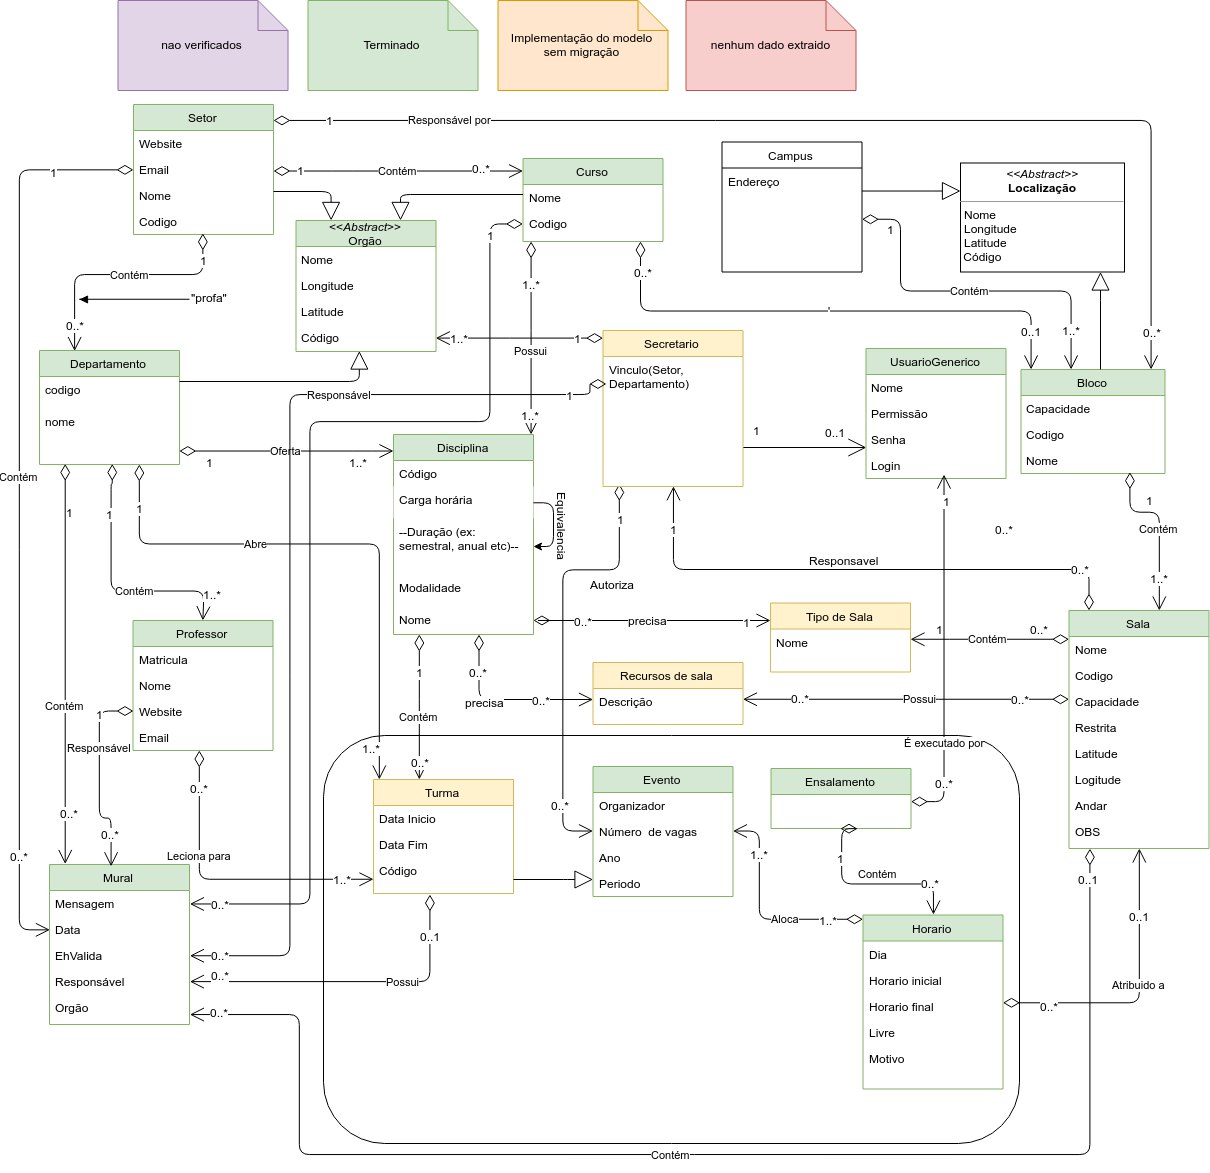 nao verificados
Terminado
Implementação do modelo
sem migração
nenhum dado extraido
Setor
Website
Email
Nome
Codigo
1
Responsável por
0..*
1
Contém
0..*
1
Contém
0..*
1
Contém
0..*
"profa"
Curso
Nome
Codigo
1
1..*
Possui
1..*
0..*
0..1
Campus
Endereço
1
Contém
1..*
<<Abstract>>
Localização
Nome
Longitude
Latitude
Código
<<Abstract>>
Orgão
Nome
Longitude
Latitude
Código
1..*
1
Secretario
Vinculo(Setor,
Departamento)
Responsável
1
1
0..1
UsuarioGenerico
Nome
Permissão
Senha
Login
Bloco
Capacidade
Codigo
Nome
1
Contém
1..*
Departamento
codigo
nome
Oferta
1
1..*
1
1
1
Abre
1..*
Contém
1..*
Contém
0..*
Disciplina
Código
Carga horária
--Duração (ex:
semestral, anual etc)--
Modalidade
Nome
Equivalencia
1
Autoriza
0..*
1
Responsavel
0..*
1
0..*
0..*
precisa
1
Tipo de Sala
Nome
1
Contém
0..*
Sala
Nome
Codigo
Capacidade
Restrita
Latitude
Logitude
Andar
OBS
Recursos de sala
Descrição
0..*
precisa
0..*
0..*
Possui
0..*
1
Contém
0..*
Professor
Matricula
Nome
Website
Email
1
Responsável
0..*
0..*
Leciona para
1..*
É executado por
0..*
Turma
Data Inicio
Data Fim
Código
0..1
Possui
0..*
Evento
Organizador
Número  de vagas
Ano
Periodo
Ensalamento
1
Contém
0..*
1..*
Aloca
1..*
Horario
Dia
Horario inicial
Horario final
Livre
Motivo
0..*
Atribuido a
0..1
0..1
Mural
Mensagem
Data
EhValida
Responsável
Orgão
0..*
0..*
0..*
Contém